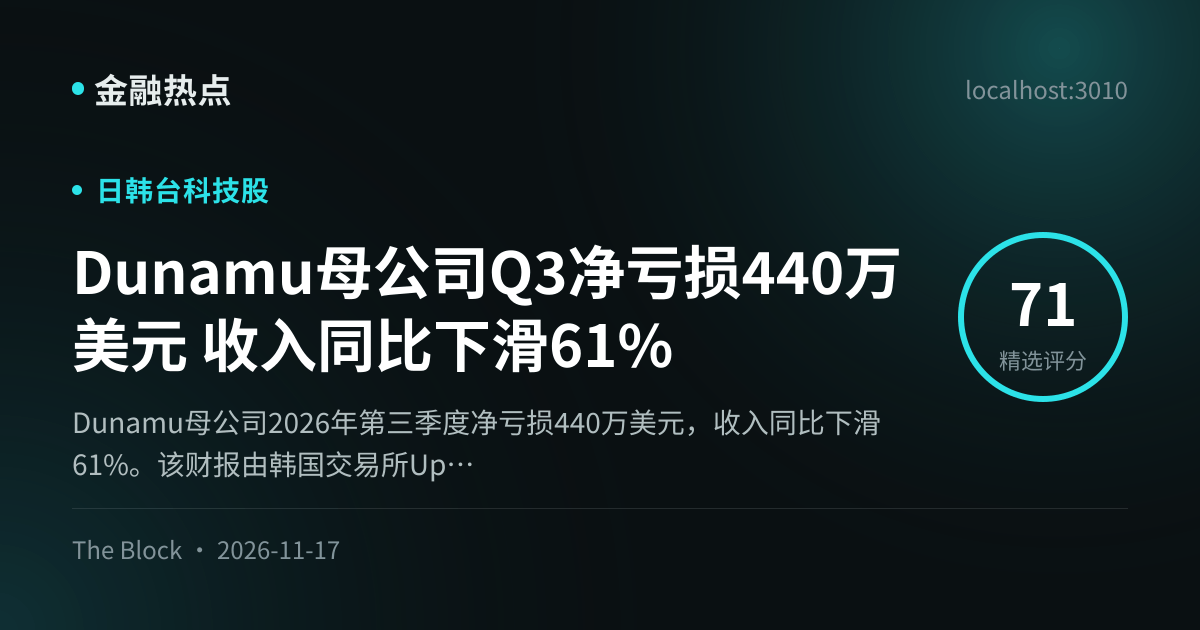 金融热点
localhost:3010
日韩台科技股
Dunamu母公司Q3净亏损440万
美元 收入同比下滑61%
71
精选评分
Dunamu母公司2026年第三季度净亏损440万美元，收入同比下滑
61%。该财报由韩国交易所Up…
The Block · 2026-11-17